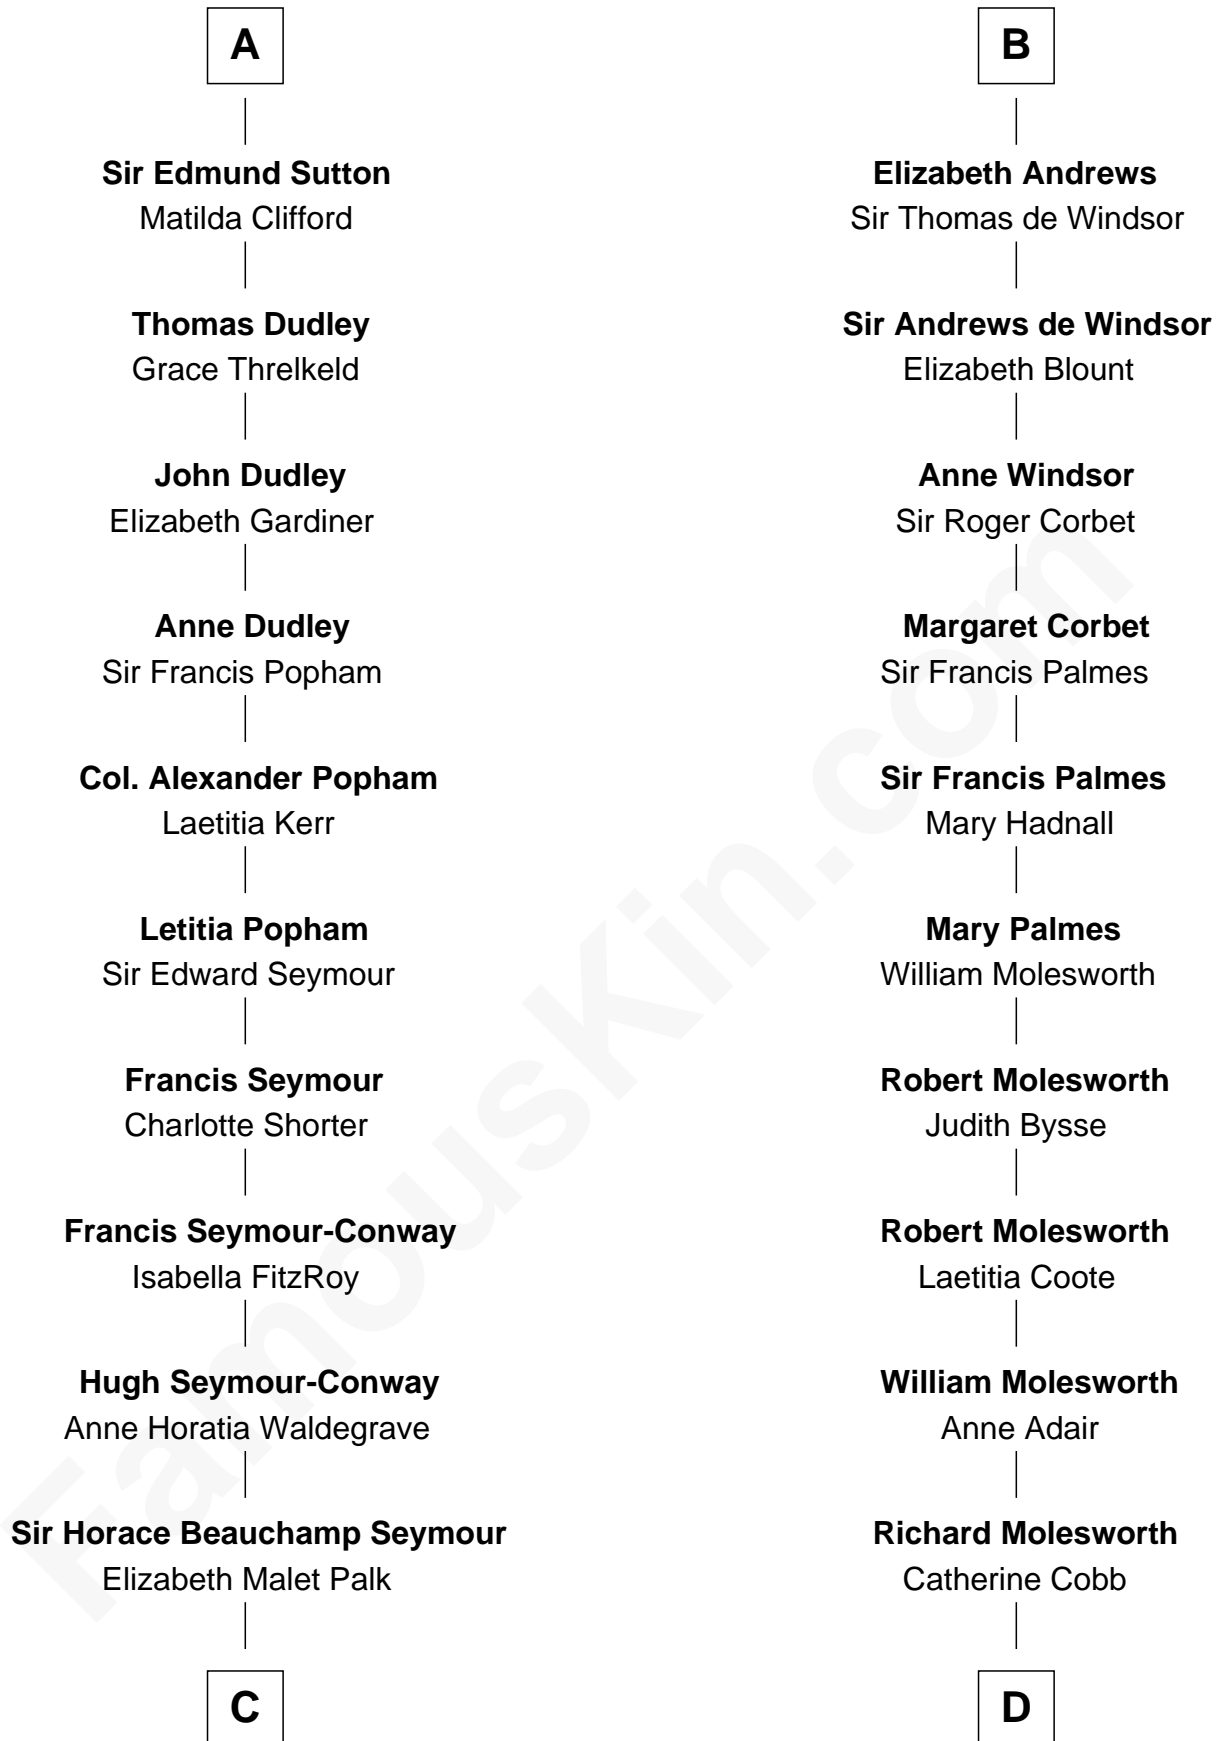 A
Sir Edmund Sutton
Matilda Clifford
Thomas Dudley
Grace Threlkeld
John Dudley
Elizabeth Gardiner
Anne Dudley
Sir Francis Popham
Col. Alexander Popham
Laetitia Kerr
Letitia Popham
Sir Edward Seymour
Francis Seymour
Charlotte Shorter
Francis Seymour-Conway
Isabella FitzRoy
Hugh Seymour-Conway
Anne Horatia Waldegrave
Sir Horace Beauchamp Seymour
Elizabeth Malet Palk
C
B
Elizabeth Andrews
Sir Thomas de Windsor
Sir Andrews de Windsor
Elizabeth Blount
Anne Windsor
Sir Roger Corbet
Margaret Corbet
Sir Francis Palmes
Sir Francis Palmes
Mary Hadnall
Mary Palmes
William Molesworth
Robert Molesworth
Judith Bysse
Robert Molesworth
Laetitia Coote
William Molesworth
Anne Adair
Richard Molesworth
Catherine Cobb
D
FamousKin.com